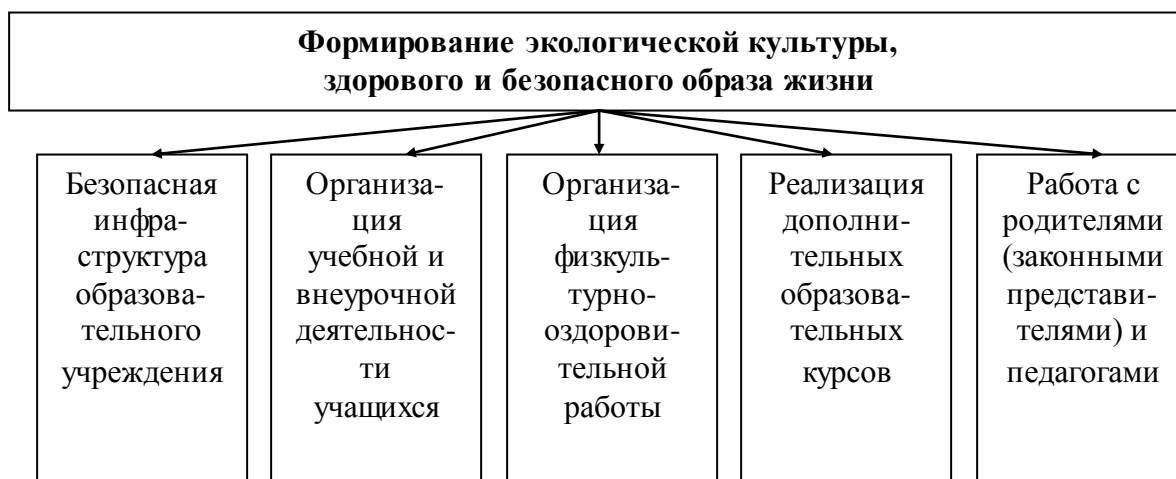 Формирование экологической культуры,
здорового и безопасного образа жизни
Безопасная
инфра-
структура
образова-
тельного
учреждения
Организа-
ция
учебной и
внеурочной
деятельнос-
ти
учащихся
Организа-
ция
физкуль-
турно-
оздорови-
тельной
работы
Реализация
дополни-
тельных
образова-
тельных
курсов
Работа с
родителями
(законными
представи-
телями) и
педагогами